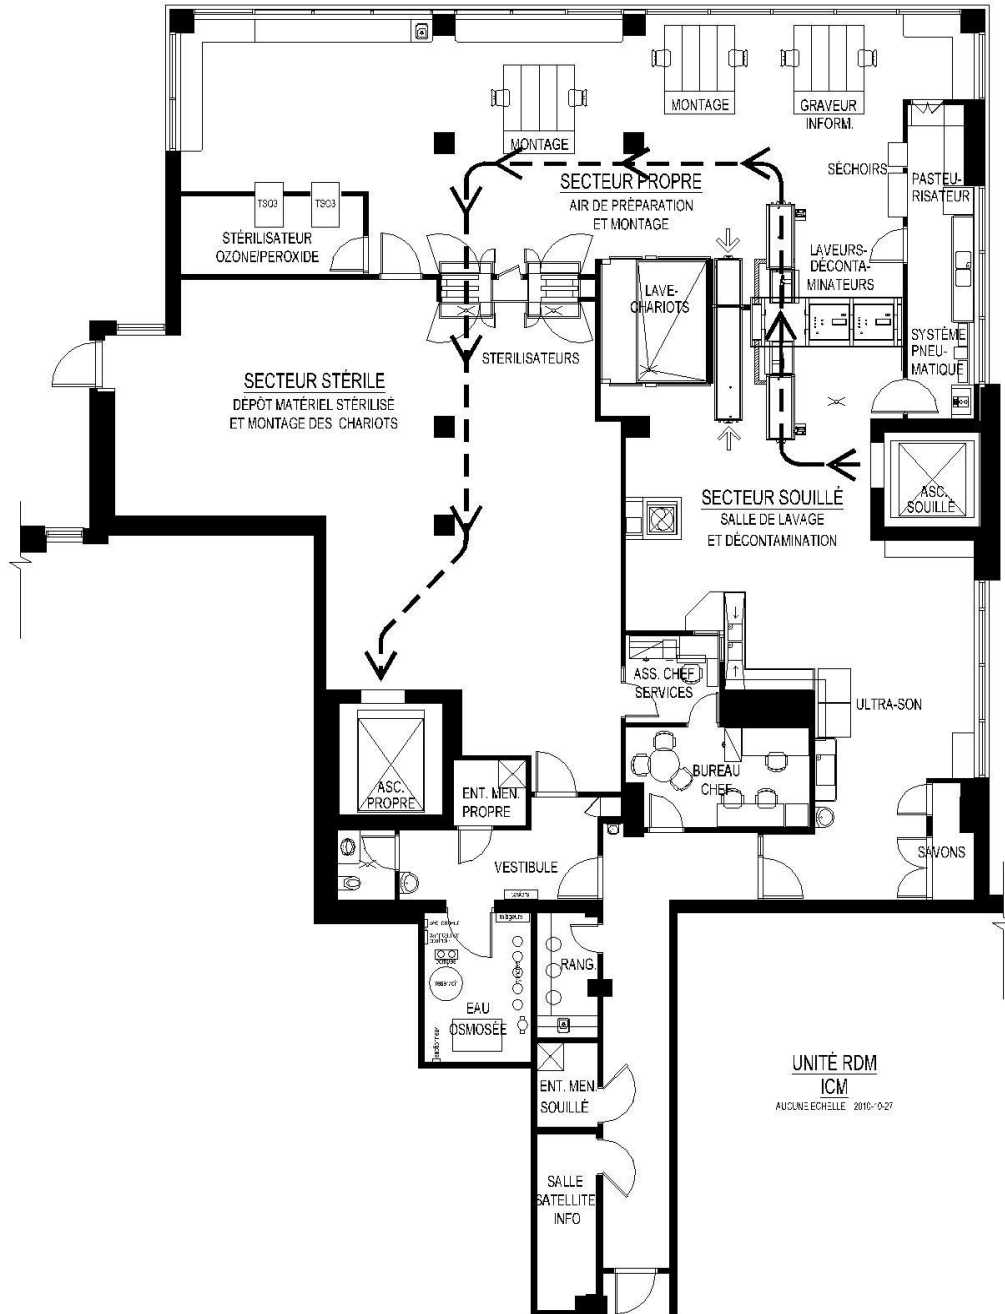 MONTAGE
GRAVEUR
INFORM.
MONTAGE
SÉCHOIRS
PASTEU-
RISATEUR
SECTEUR PROPRE
AIR DE PRÉPARATION
ET MONTAGE
TSO3
TSO3
STÉRILISATEUR
OZONE/PEROXIDE
LAVEURS-
DÉCONTA-
MINATEURS
LAVE-
CHARIOTS
SYSTÈME
PNEU-
MATIQUE
STERILISATEURS
SECTEUR STÉRILE
DÉPÔT MATÉRIEL STÉRILISÉ
ET MONTAGE DES CHARIOTS
SECTEUR SOUILLÉ
SALLE DE LAVAGE
ET DÉCONTAMINATION
ASC.
SOUILLÉ
ASS. CHEF
SERVICES
ULTRA-SON
BUREAU
CHEF
ASC.
PROPRE
ENT. MEN.
PROPRE
VESTIBULE
SAVONS
RANG.
réservoir
EAU
OSMOSÉE
ENT. MEN.
SOUILLÉ
SALLE
SATELLITE
INFO
UNITÉ RDM
ICM
AUCUNE ECHELLE 2010-10-27